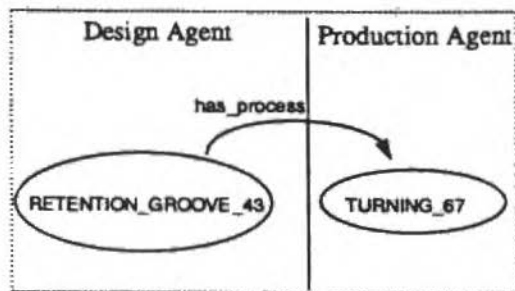 Design Agent
Production Agent
has_process
RETENTION_GROOVE_43
TURNING_67